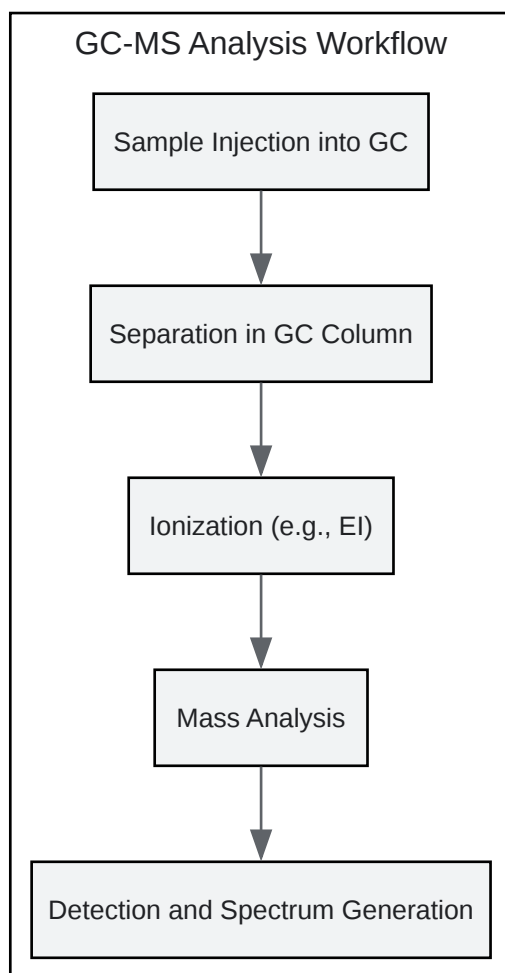 GC-MS Analysis Workflow
Sample Injection into GC
Separation in GC Column
Ionization (e.g., EI)
Mass Analysis
Detection and Spectrum Generation